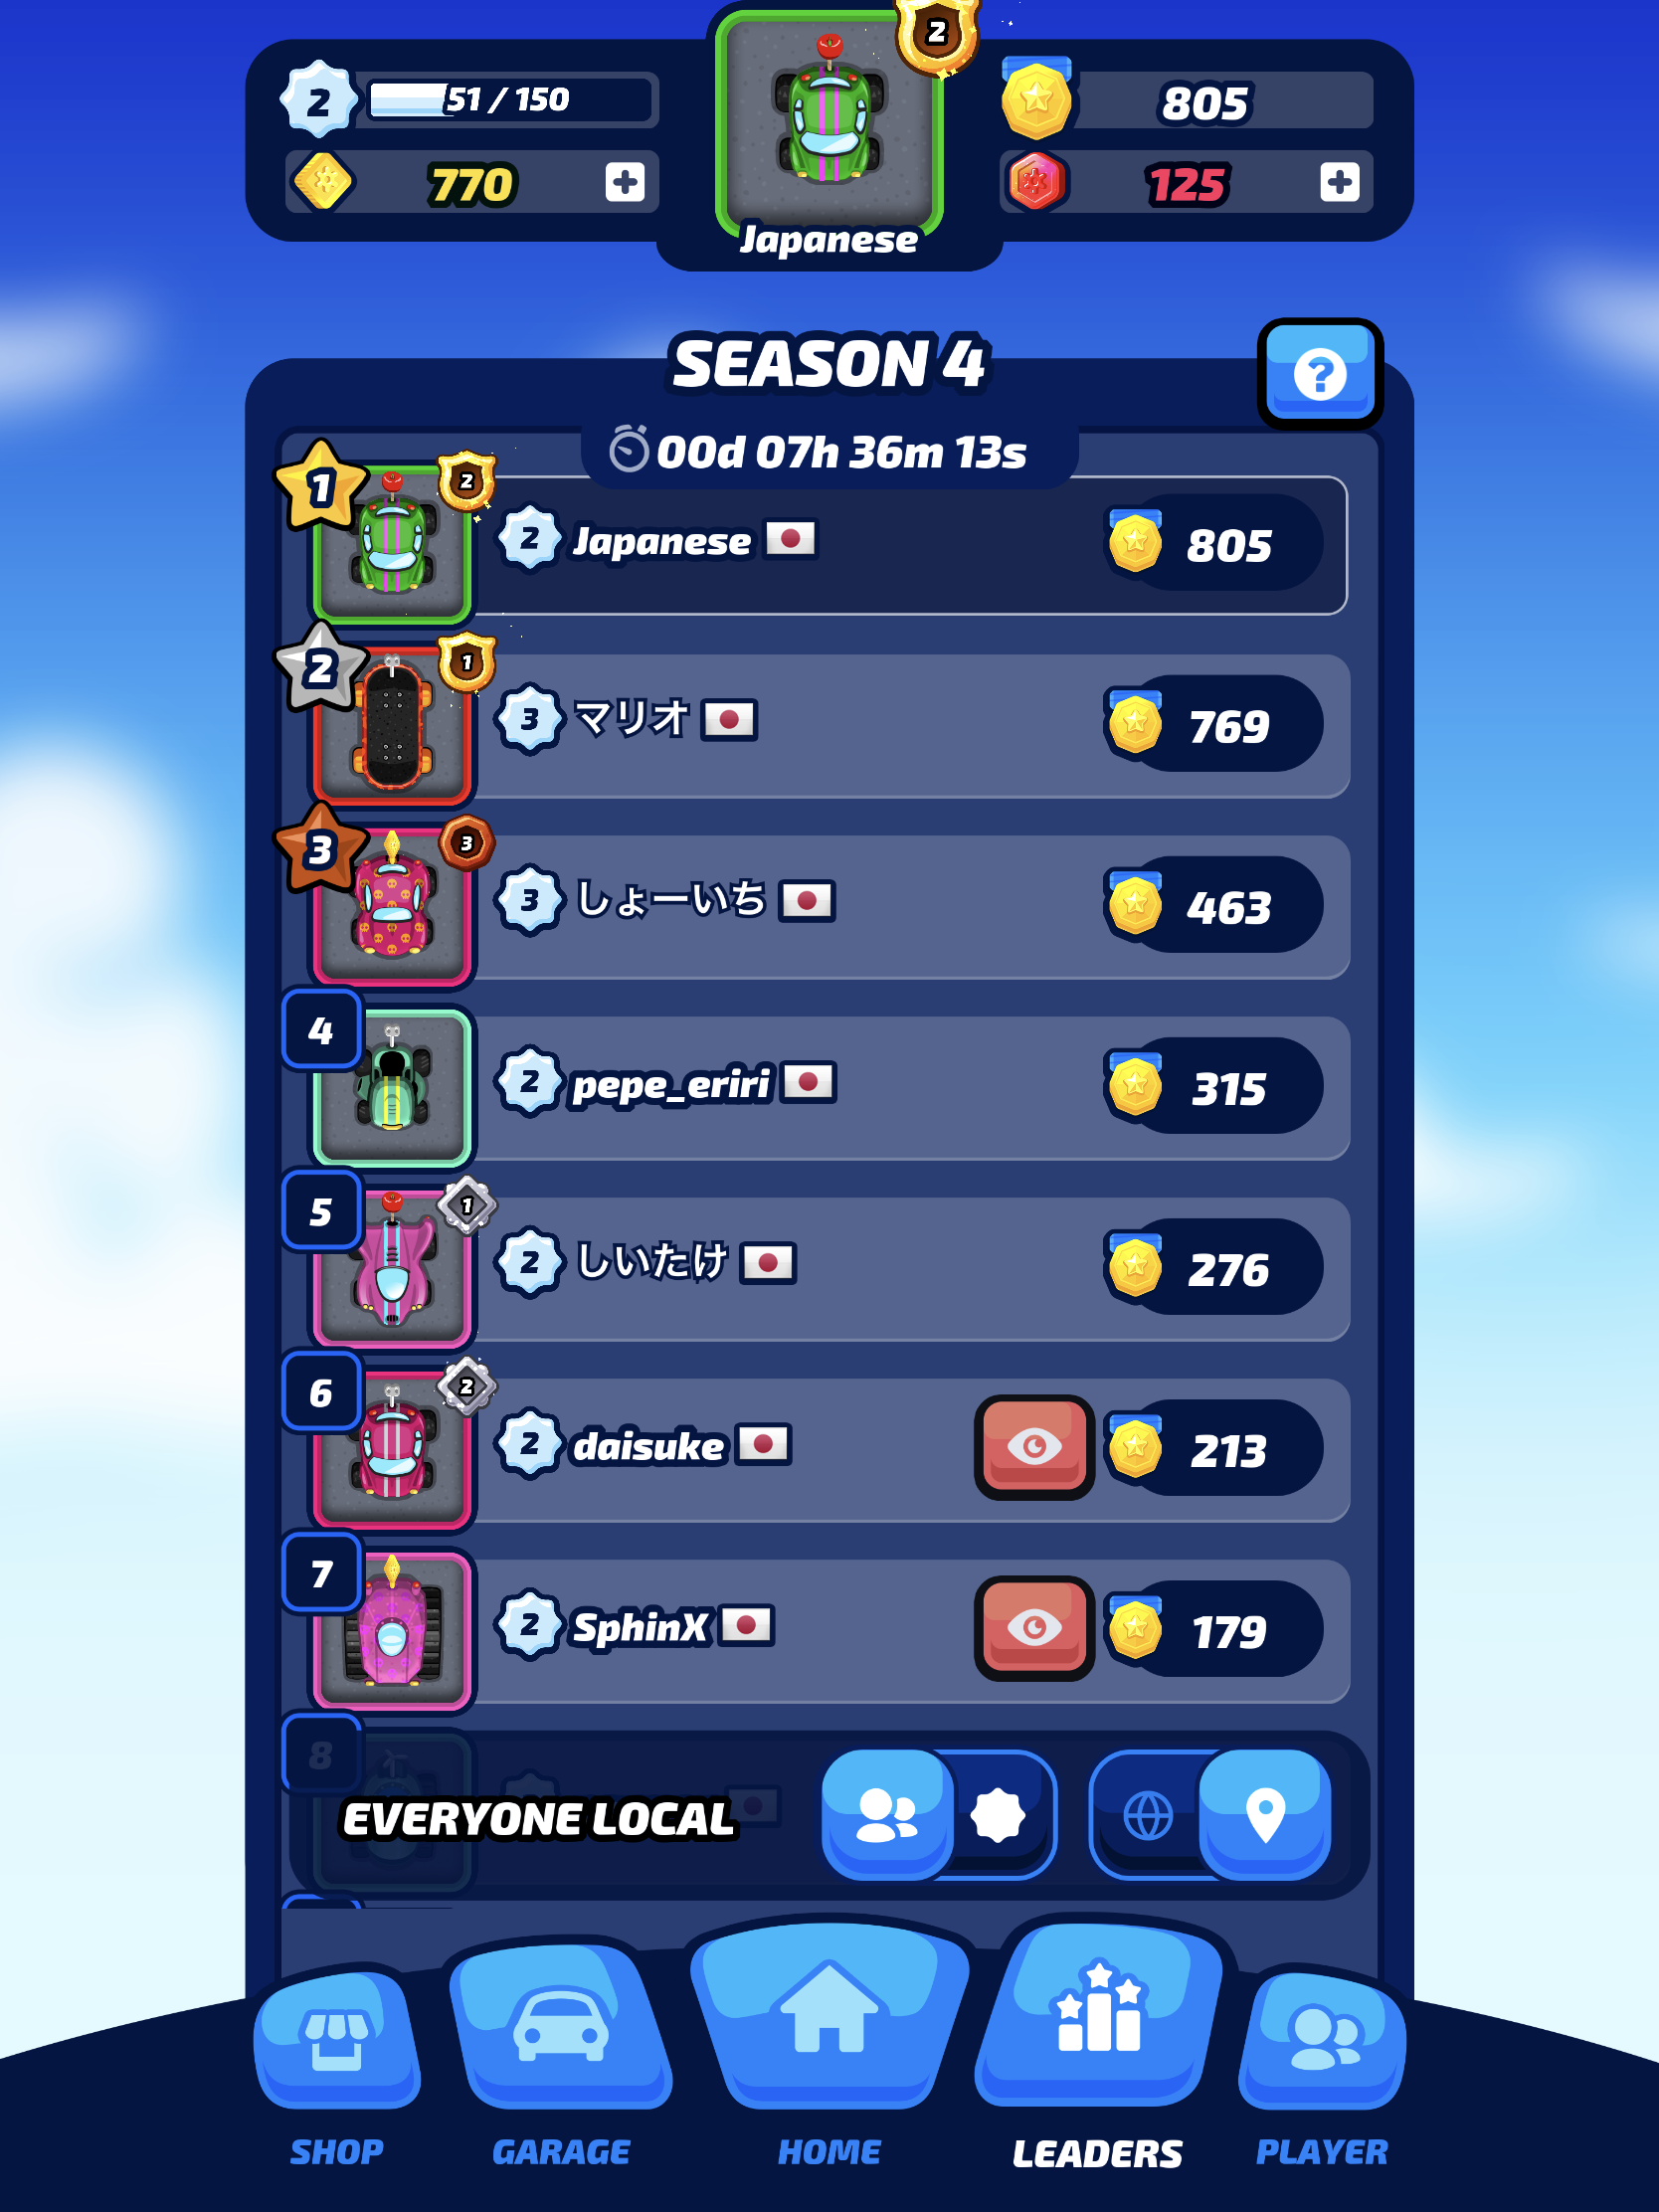 2
51 / 150
2
805
770
125
Japanese
SEASON 4
00d 07h 36m 13s
1
2
2
Japanese
805
2
1
3
マリオ
769
3
3
3
しょーいち
463
4
2
pepe_eriri
315
5
1
2
しいたけ
276
6
2
2
daisuke
213
7
2
SphinX
179
8
EVERYONE LOCAL
SHOP
GARAGE
HOME
LEADERS
PLAYER